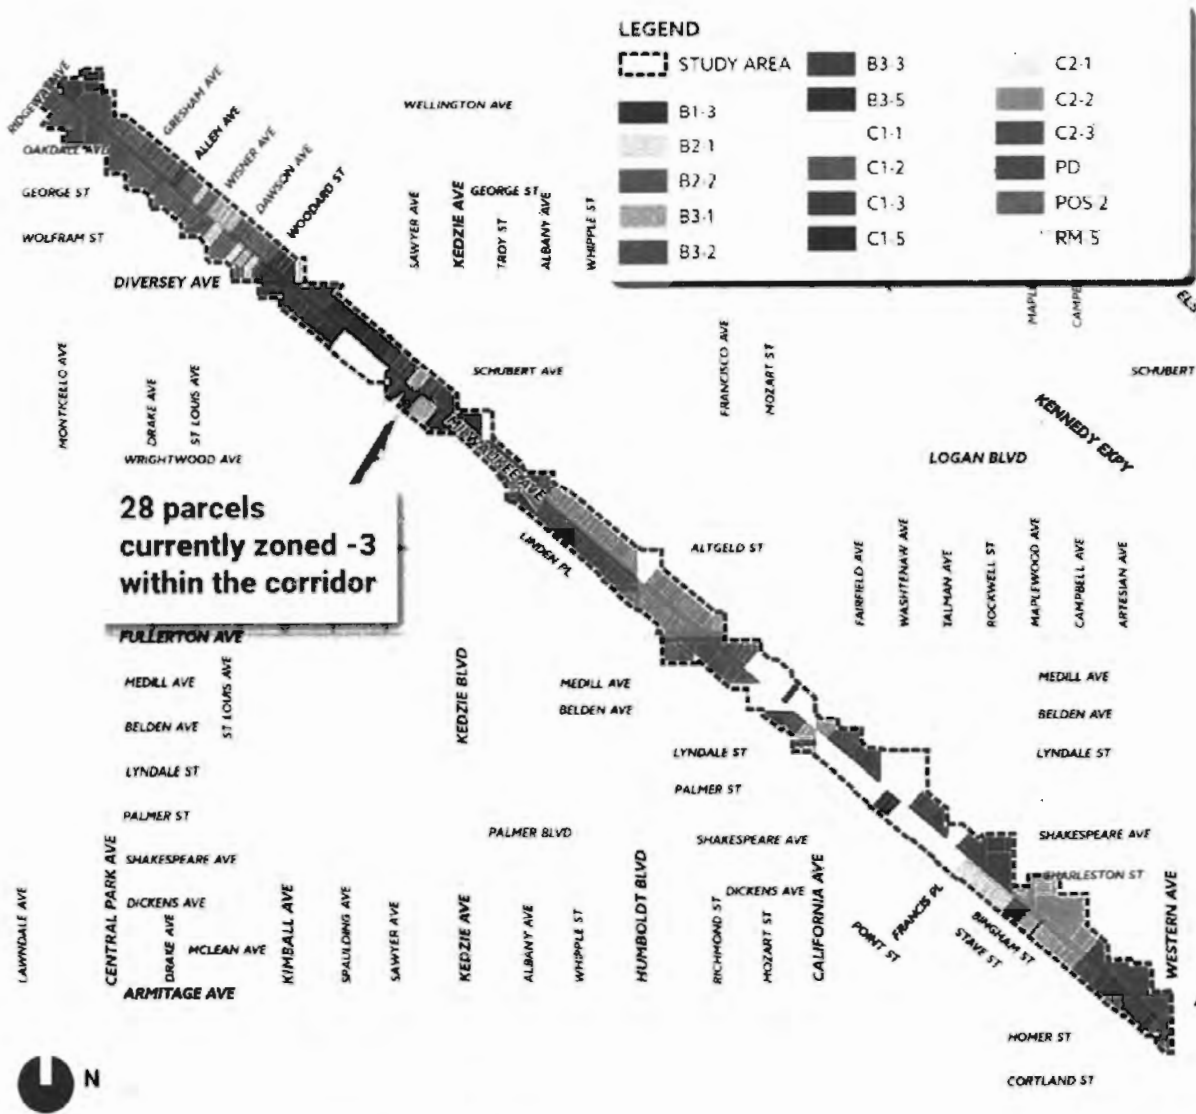 LEGEND
STUDY AREA
B1-3
B2-1
B2-2
B3-1
B3-2
B3-3
B3-5
C1-1
C1-2
C1-3
C1-5
C2-1
C2-2
C2-3
PD
POS-2
RM-5
RIDGEWAY AVE
OAKDALE AVE
GEORGE ST
WOLFRAM ST
GRESHAM AVE
ALLEN AVE
WISNER AVE
DAWSON AVE
WOODARD ST
DIVERSEY AVE
WELLINGTON AVE
SAWYER AVE
KEDZIE AVE
GEORGE ST
TROY ST
ALBANY AVE
WHIPPLE ST
MAPL
CAMPE
ELS
MONTICELLO AVE
DRAKE AVE
ST LOUIS AVE
SCHUBERT AVE
FRANCISCO AVE
MOZART ST
SCHUBERT
KENNEDY EXPY
WRIGHTWOOD AVE
MILWAUKEE AVE
LOGAN BLVD
28 parcels
currently zoned -3
within the corridor
LINDEN PL
ALTGELD ST
FAIRFIELD AVE
WASHTENAW AVE
TALMAN AVE
ROCKWELL ST
MAPLEWOOD AVE
CAMPBELL AVE
ARTESIAN AVE
FULLERTON AVE
MEDILL AVE
ST LOUIS AVE
BELDEN AVE
LYNDALE ST
PALMER ST
KEDZIE BLVD
MEDILL AVE
BELDEN AVE
LYNDALE ST
PALMER ST
MEDILL AVE
BELDEN AVE
LYNDALE ST
PALMER BLVD
SHAKESPEARE AVE
SHAKESPEARE AVE
CHARLESTON ST
LAWNDALE AVE
CENTRAL PARK AVE
SHAKESPEARE AVE
DICKENS AVE
DRAKE AVE
MCLEAN AVE
ARMITAGE AVE
KIMBALL AVE
SPAULDING AVE
SAWYER AVE
KEDZIE AVE
ALBANY AVE
WHIPPLE ST
HUMBOLDT BLVD
DICKENS AVE
RICHMOND ST
MOZART ST
CALIFORNIA AVE
POINT ST
FRANCIS PL
BINGHAM ST
STAVE ST
WESTERN AVE
HOMER ST
CORTLAND ST
N